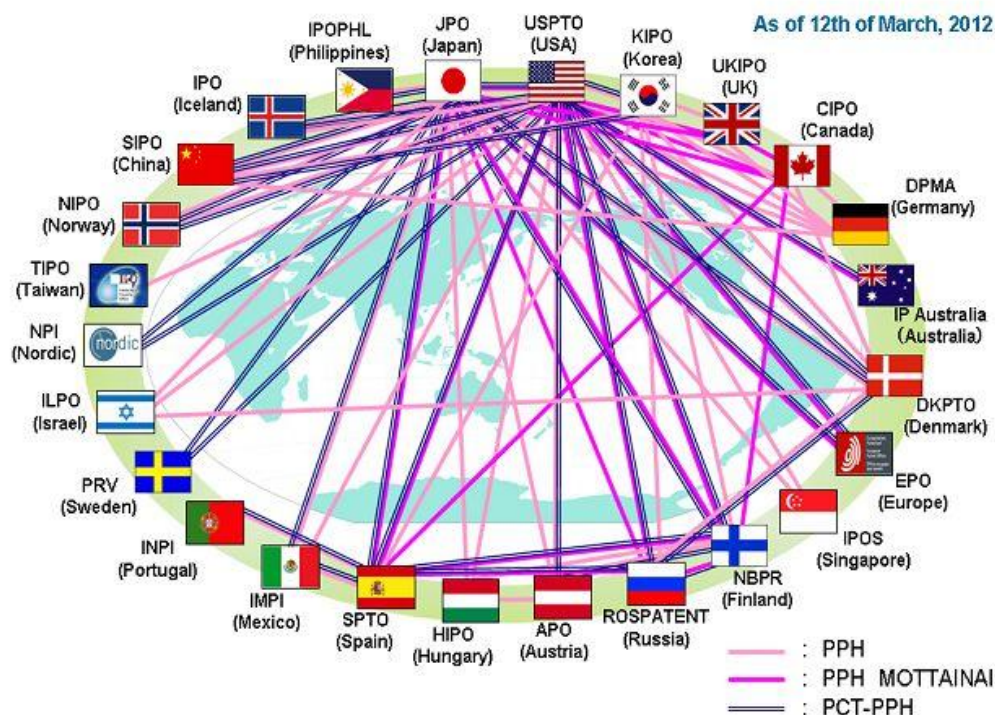 As of 12th of March, 2012
IPOPHL
(Philippines)
JPO
(Japan)
USPTO
(USA)
KIPO
(Korea)
UKIPO
(UK)
IPO
(Iceland)
CIPO
(Canada)
SIPO
(China)
DPMA
(Germany)
NIPO
(Norway)
TIPO
(Taiwan)
IP Australia
(Australia)
NPI
(Nordic)
nordic
DKPTO
(Denmark)
ILPO
(Israel)
EPO
(Europe)
PRV
(Sweden)
IPOS
(Singapore)
INPI
(Portugal)
NBPR
(Finland)
IMPI
(Mexico)
SPTO
(Spain)
HIPO
(Hungary)
APO
(Austria)
ROSPATENT
(Russia)
: PPH
: PPH MOTTAINAI
: PCT-PPH